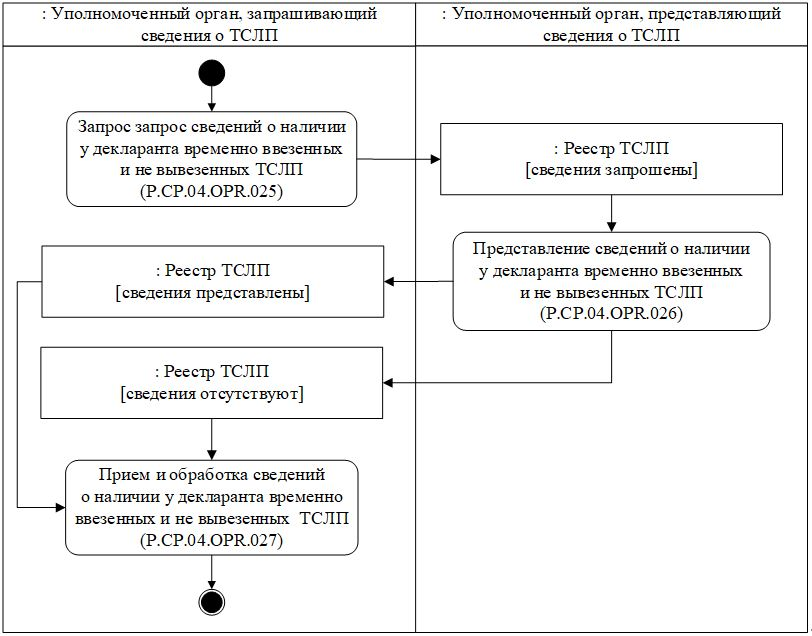 : Уполномоченный орган, запрашивающий
сведения о ТСЛП
: Уполномоченный орган, представляющий
сведения о ТСЛП
Запрос запрос сведений о наличии
у декларанта временно ввезенных
и не вывезенных ТСЛП
(P.CP.04.OPR.025)
: Реестр ТСЛП
[сведения запрошены]
Представление сведений о наличии
у декларанта временно ввезенных
и не вывезенных ТСЛП
(P.CP.04.OPR.026)
: Реестр ТСЛП
[сведения представлены]
: Реестр ТСЛП
[сведения отсутствуют]
Прием и обработка сведений
о наличии у декларанта временно
ввезенных и не вывезенных ТСЛП
(P.CP.04.OPR.027)